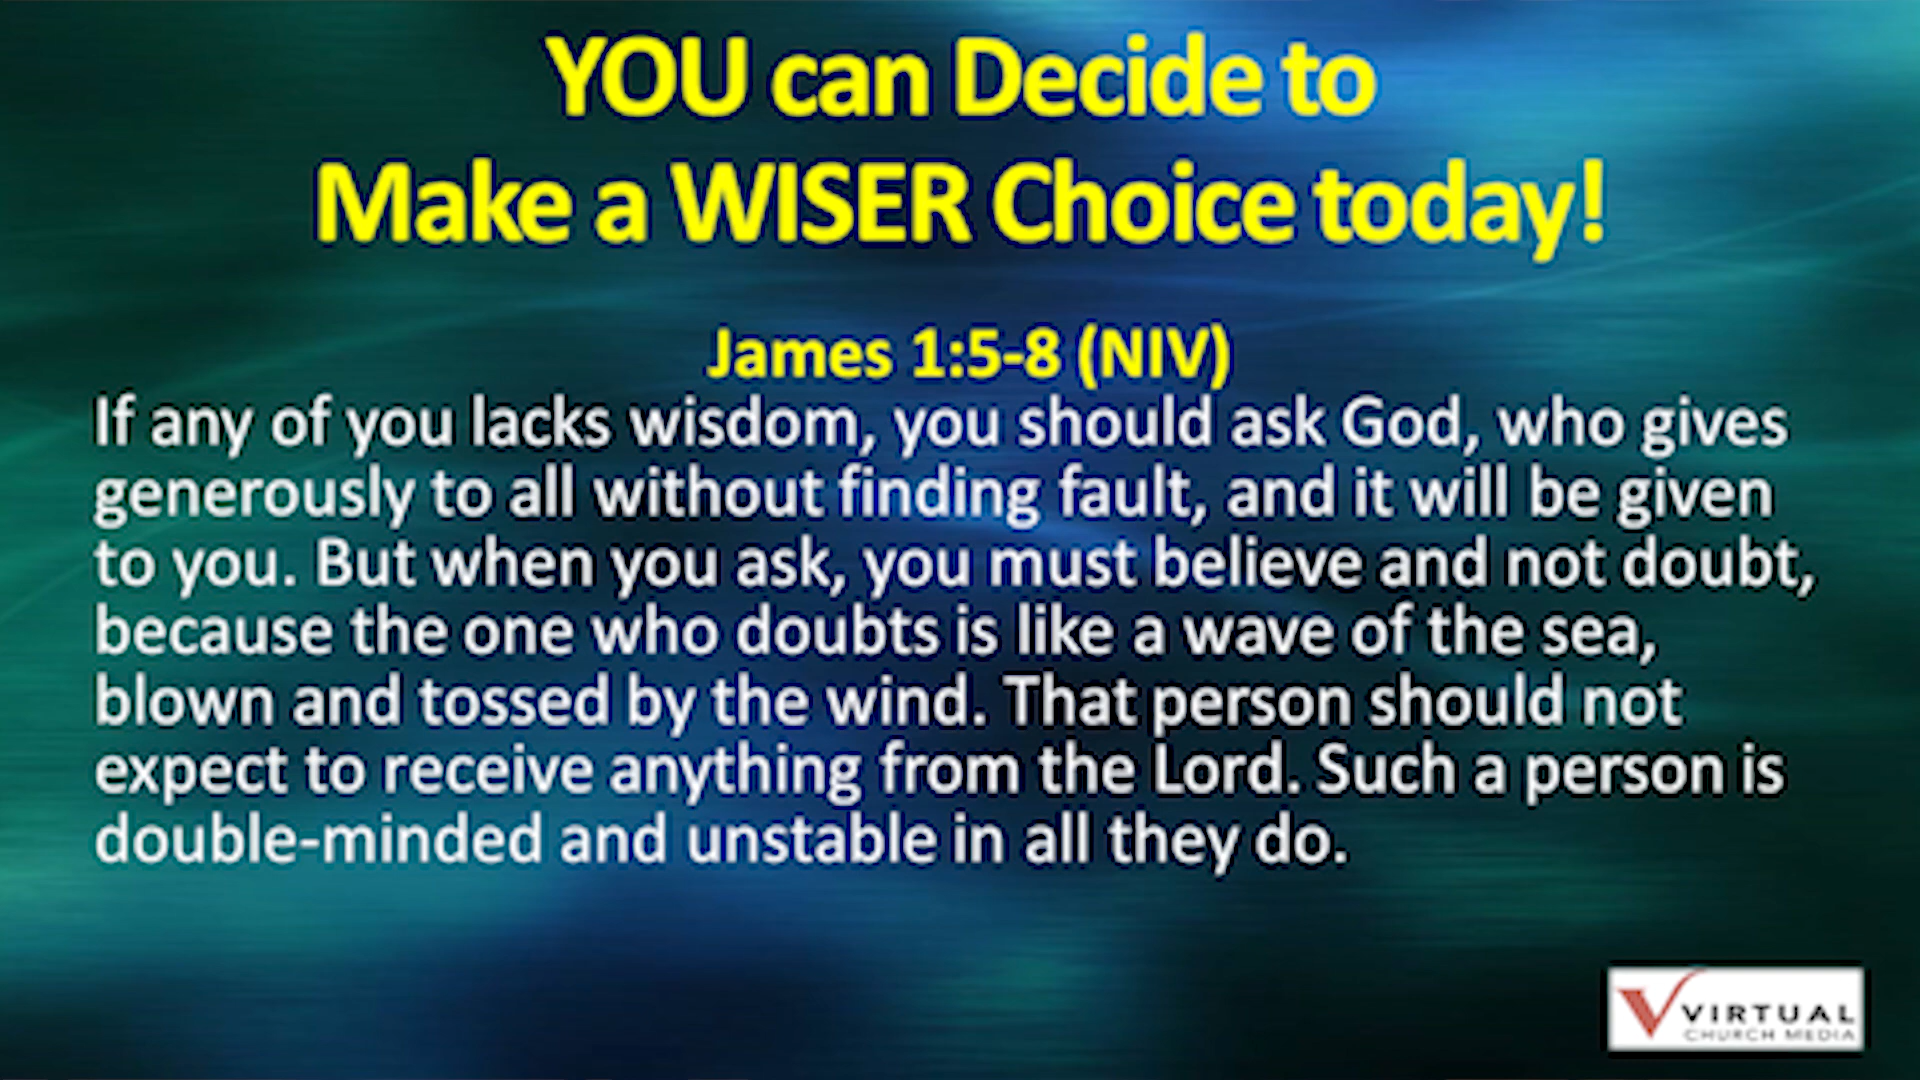 YOU can Decide to
Make a WISER Choice today!
James 1:5-8 (NIV)
If any of you lacks wisdom, you should ask God, who gives
generously to all without finding fault, and it will be given
to you. But when you ask, you must believe and not doubt,
because the one who doubts is like a wave of the sea,
blown and tossed by the wind. That person should not
expect to receive anything from the Lord. Such a person is
double-minded and unstable in all they do.
VIRTUAL
CHURCH MEDIA